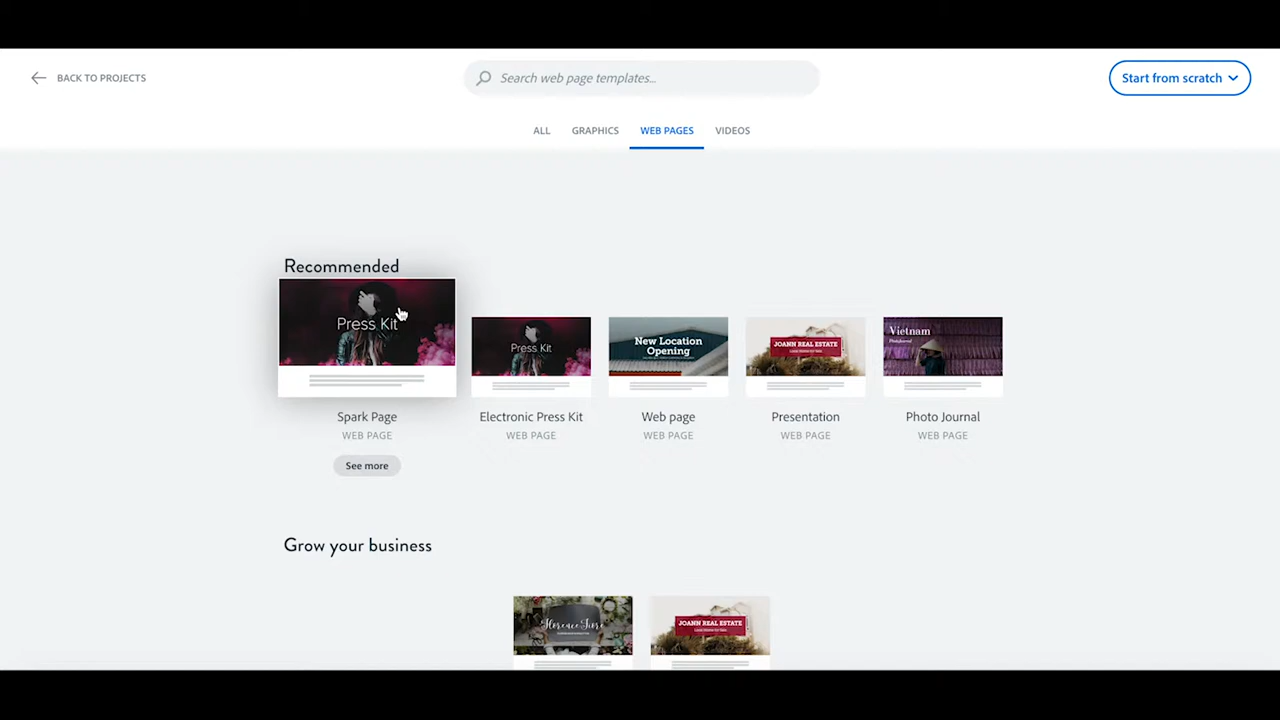 BACK TO PROJECTS
Search web page templates...
Start from scratch
ALL
GRAPHICS
WEB PAGES
VIDEOS
Recommended
Press Kit
Press Kit
New Location
Opening
JOANN REAL ESTATE
Vietnam
Spark Page
WEB PAGE
See more
Electronic Press Kit
WEB PAGE
Web page
WEB PAGE
Presentation
WEB PAGE
Photo Journal
WEB PAGE
Grow your business
JOANN REAL ESTATE